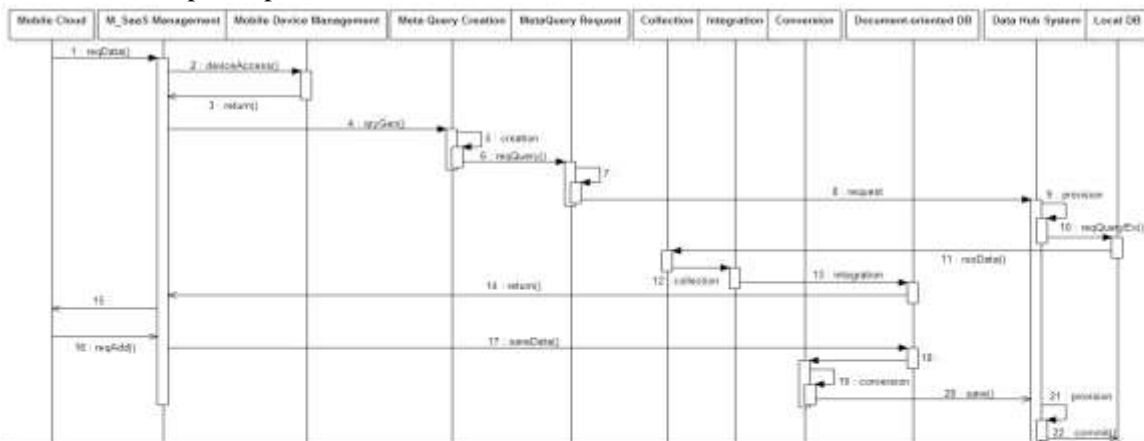 Mobile Cloud
M_SaaS Management
Mobile Device Management
Meta Query Creation
MetaQuery Request
Collection
Integration
Conversion
Document-oriented DB
Data Hub System
Local DB
1 : reqData()
2 : deviceAccess()
3 : return()
4 : qryGen()
5 : creation
6 : reqQuery()
7
8 : request
9 : provision
10 : reqQueryExt()
11 : resData()
12 : collection
13 : integration
14 : return()
15
16 : reqAdd()
17 : saveData()
18 :
19 : conversion
20 : save()
21 : provision
22 : commit()